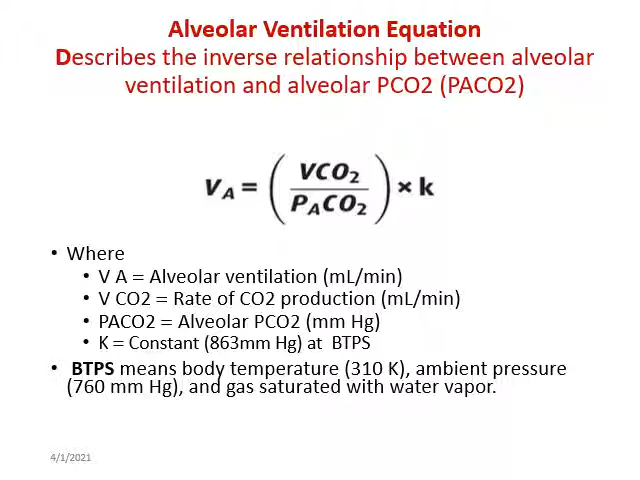 Alveolar Ventilation Equation
Describes the inverse relationship between alveolar
ventilation and alveolar PCO2 (PACO2)
V_A = (VCO₂ / P_ACO₂) × k
• Where
• V A = Alveolar ventilation (mL/min)
• V CO2 = Rate of CO2 production (mL/min)
• PACO2 = Alveolar PCO2 (mm Hg)
• K = Constant (863mm Hg) at BTPS
• BTPS means body temperature (310 K), ambient pressure
(760 mm Hg), and gas saturated with water vapor.
4/1/2021